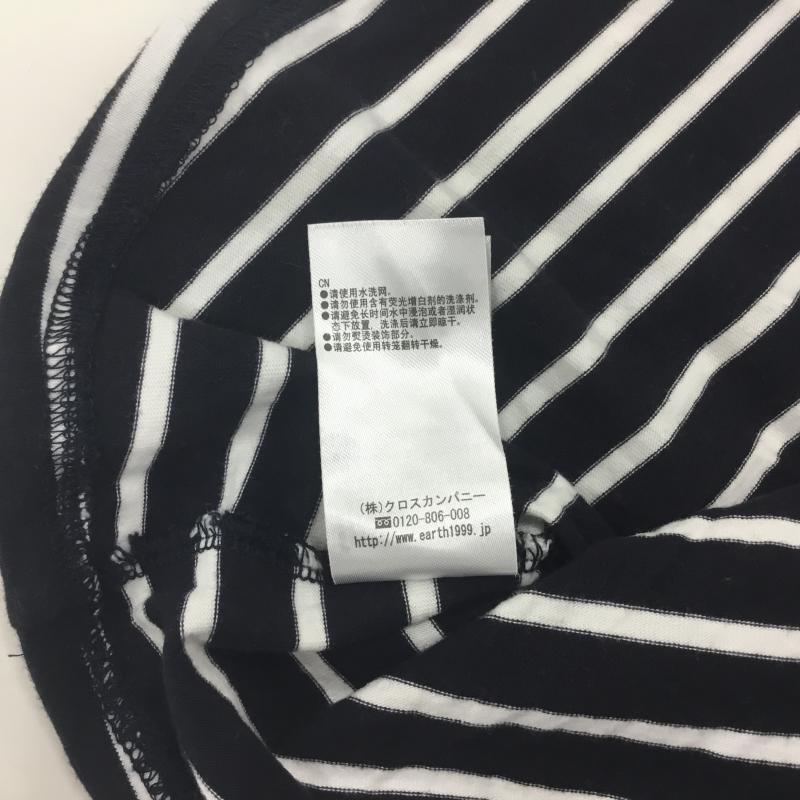 CN
●请使用水洗网。
●请勿使用含有荧光增白剂的洗涤剂。
●请避免长时间水中浸泡或者湿润状
态下放置,洗涤后请立即晾干。
●请勿熨烫装饰部分。
●请避免使用转笼翻转干燥。
(株)クロスカンパニー
0120-806-008
http://www.earth1999.jp/